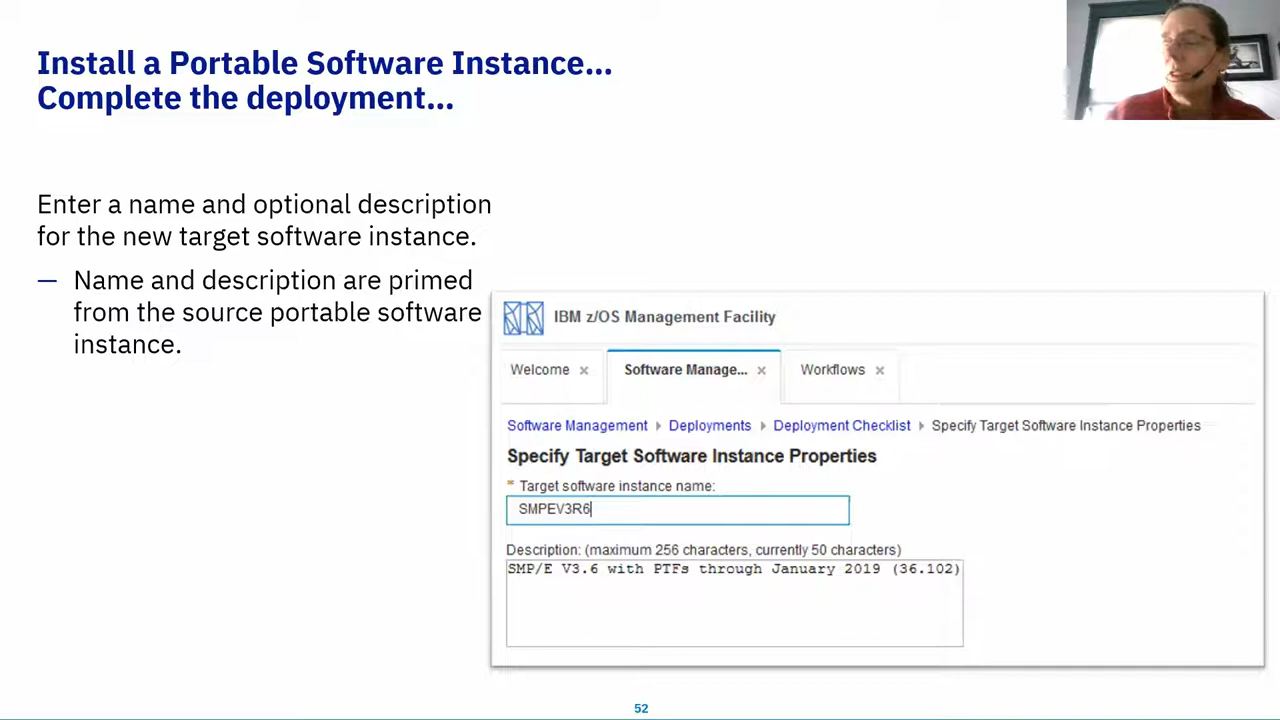 Install a Portable Software Instance...
Complete the deployment...
Enter a name and optional description
for the new target software instance.
— Name and description are primed
from the source portable software
instance.
IBM z/OS Management Facility
Welcome × Software Manage... × Workflows ×
Software Management ▸ Deployments ▸ Deployment Checklist ▸ Specify Target Software Instance Properties
Specify Target Software Instance Properties
* Target software instance name:
SMPEV3R6
Description: (maximum 256 characters, currently 50 characters)
SMP/E V3.6 with PTFs through January 2019 (36.102)
52